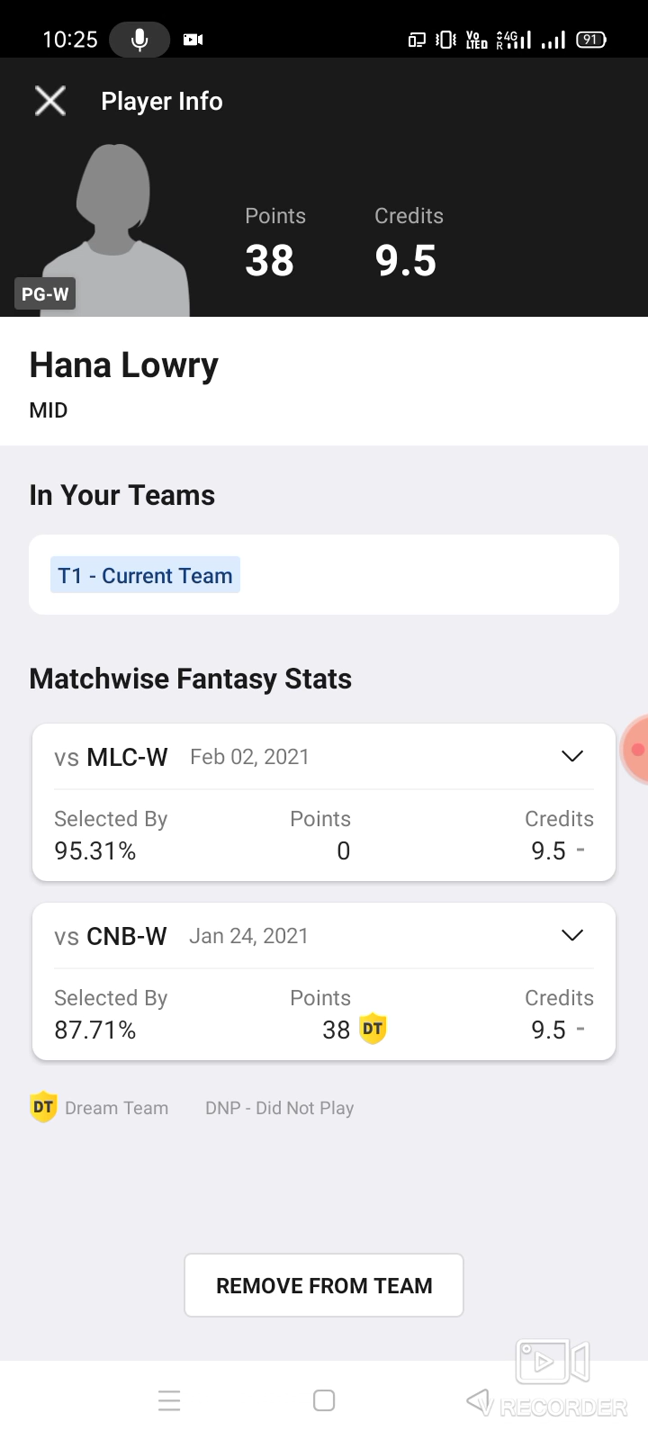 10:25
Vo
LTED
4G
R
91
Player Info
Points
Credits
38
9.5
PG-W
Hana Lowry
MID
In Your Teams
T1 - Current Team
Matchwise Fantasy Stats
vs MLC-W Feb 02, 2021
Selected By Points Credits
95.31% 0 9.5 -
vs CNB-W Jan 24, 2021
Selected By Points Credits
87.71% 38 DT 9.5 -
DT Dream Team DNP - Did Not Play
REMOVE FROM TEAM
V RECORDER